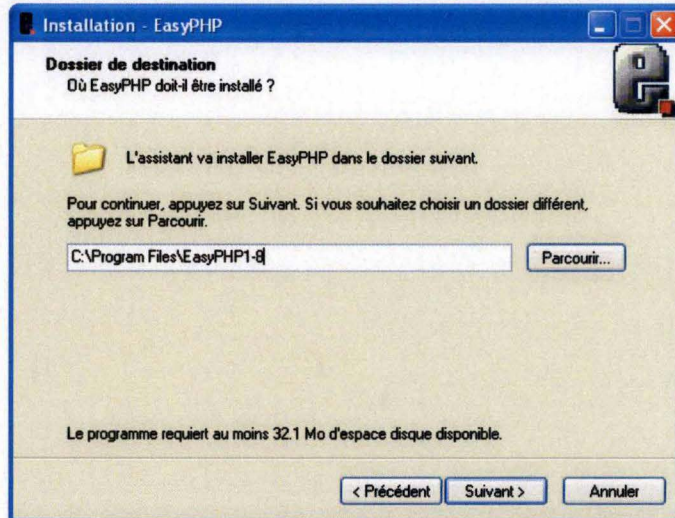 Installation - EasyPHP
Dossier de destination
Où EasyPHP doit-il être installé ?
L'assistant va installer EasyPHP dans le dossier suivant.
Pour continuer, appuyez sur Suivant. Si vous souhaitez choisir un dossier différent,
appuyez sur Parcourir.
C:\Program Files\EasyPHP1-8
Parcourir...
Le programme requiert au moins 32.1 Mo d'espace disque disponible.
< Précédent
Suivant >
Annuler